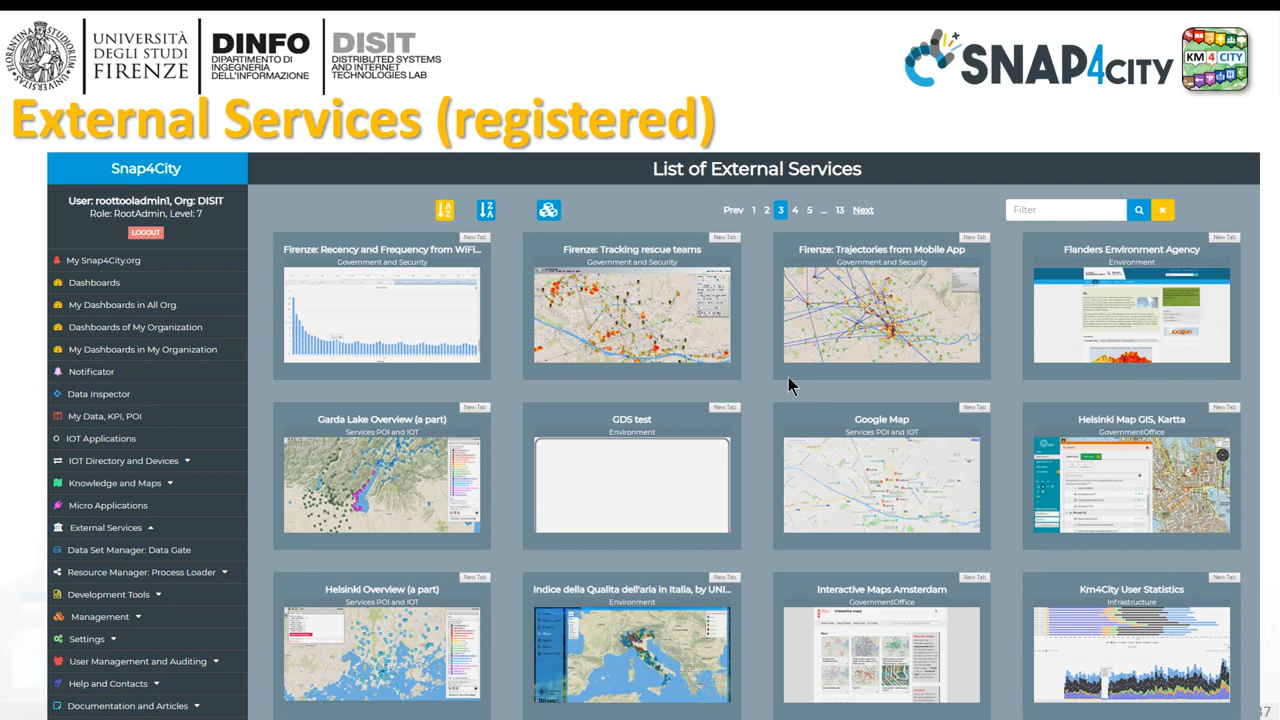 UNIVERSITÀ
DEGLI STUDI
FIRENZE
DINFO
DIPARTIMENTO DI
INGEGNERIA
DELL'INFORMAZIONE
DISIT
DISTRIBUTED SYSTEMS
AND INTERNET
TECHNOLOGIES LAB
SNAP4CITY
KM4CITY
External Services (registered)
Snap4City
List of External Services
User: roottooladmin1, Org: DISIT
Role: RootAdmin, Level: 7
LOGOUT
My Snap4City.org
Dashboards
My Dashboards in All Org.
Dashboards of My Organization
My Dashboards in My Organization
Notificator
Data Inspector
My Data, KPI, POI
IOT Applications
IOT Directory and Devices
Knowledge and Maps
Micro Applications
External Services
Data Set Manager: Data Gate
Resource Manager: Process Loader
Development Tools
Management
Settings
User Management and Auditing
Help and Contacts
Documentation and Articles
Prev 1 2 3 4 5 ... 13 Next
Filter
New Tab
Firenze: Recency and Frequency from WiFi...
Government and Security
New Tab
Firenze: Tracking rescue teams
Government and Security
New Tab
Firenze: Trajectories from Mobile App
Government and Security
New Tab
Flanders Environment Agency
Environment
New Tab
Garda Lake Overview (a part)
Services POI and IOT
New Tab
GDS test
Environment
New Tab
Google Map
Services POI and IOT
New Tab
Helsinki Map GIS, Kartta
GovernmentOffice
New Tab
Helsinki Overview (a part)
Services POI and IOT
New Tab
Indice della Qualita dell'aria in Italia, by UNI...
Environment
New Tab
Interactive Maps Amsterdam
GovernmentOffice
New Tab
Km4City User Statistics
Infrastructure
37